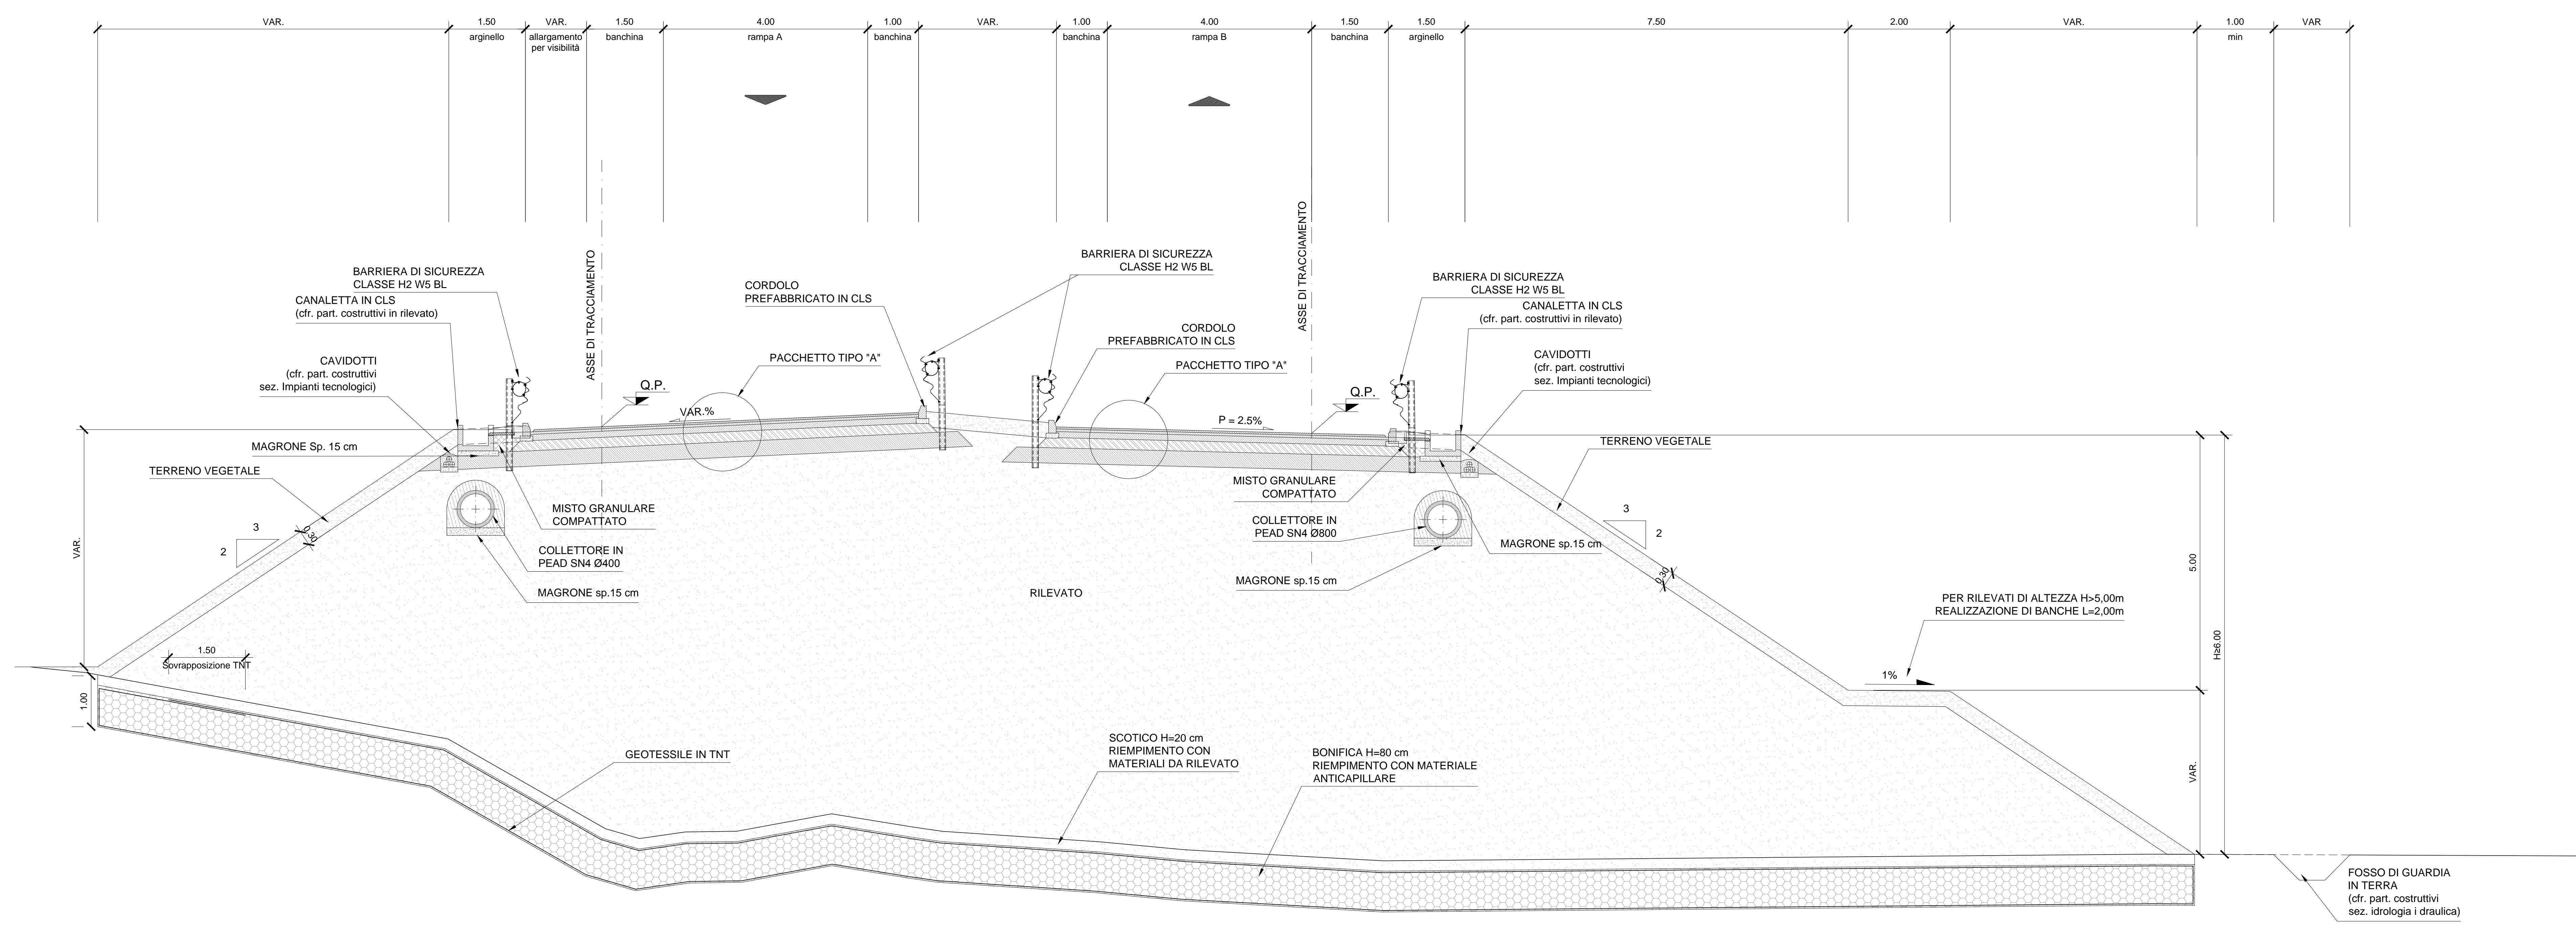 VAR.
1.50
VAR.
1.50
4.00
1.00
VAR.
1.00
4.00
1.50
1.50
7.50
2.00
VAR.
1.00
VAR
arginello
allargamento
per visibilità
banchina
rampa A
banchina
banchina
rampa B
banchina
arginello
min
ASSE DI TRACCIAMENTO
ASSE DI TRACCIAMENTO
BARRIERA DI SICUREZZA
CLASSE H2 W5 BL
CANALETTA IN CLS
(cfr. part. costruttivi in rilevato)
CAVIDOTTI
(cfr. part. costruttivi
sez. Impianti tecnologici)
MAGRONE Sp. 15 cm
TERRENO VEGETALE
CORDOLO
PREFABBRICATO IN CLS
PACCHETTO TIPO "A"
Q.P.
VAR.%
BARRIERA DI SICUREZZA
CLASSE H2 W5 BL
CORDOLO
PREFABBRICATO IN CLS
PACCHETTO TIPO "A"
Q.P.
P = 2.5%
BARRIERA DI SICUREZZA
CLASSE H2 W5 BL
CANALETTA IN CLS
(cfr. part. costruttivi in rilevato)
CAVIDOTTI
(cfr. part. costruttivi
sez. Impianti tecnologici)
TERRENO VEGETALE
MISTO GRANULARE
COMPATTATO
COLLETTORE IN
PEAD SN4 Ø400
MAGRONE sp.15 cm
MISTO GRANULARE
COMPATTATO
COLLETTORE IN
PEAD SN4 Ø800
MAGRONE sp.15 cm
MAGRONE sp.15 cm
RILEVATO
3
2
0.30
3
2
0.30
VAR.
1.00
1.50
Sovrapposizione TNT
PER RILEVATI DI ALTEZZA H>5,00m
REALIZZAZIONE DI BANCHE L=2,00m
1%
5.00
H≥6.00
VAR.
GEOTESSILE IN TNT
SCOTICO H=20 cm
RIEMPIMENTO CON
MATERIALI DA RILEVATO
BONIFICA H=80 cm
RIEMPIMENTO CON MATERIALE
ANTICAPILLARE
FOSSO DI GUARDIA
IN TERRA
(cfr. part. costruttivi
sez. idrologia i draulica)